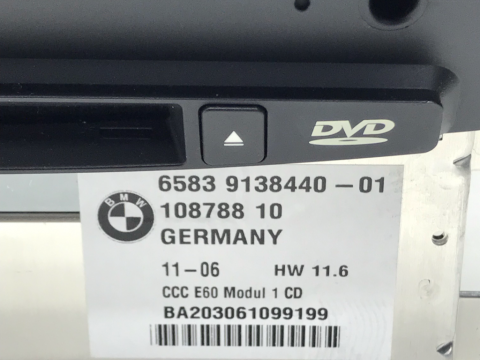 DVD
BMW
6583 9138440-01
108788 10
GERMANY
11-06 HW 11.6
CCC E60 Modul 1 CD
BA203061099199